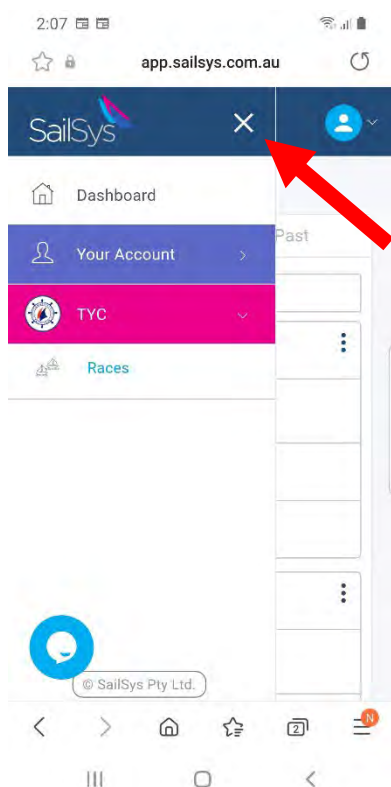 2:07
app.sailsys.com.au
SailSys
Dashboard
Your Account
Past
TYC
Races
© SailSys Pty Ltd.
2
N